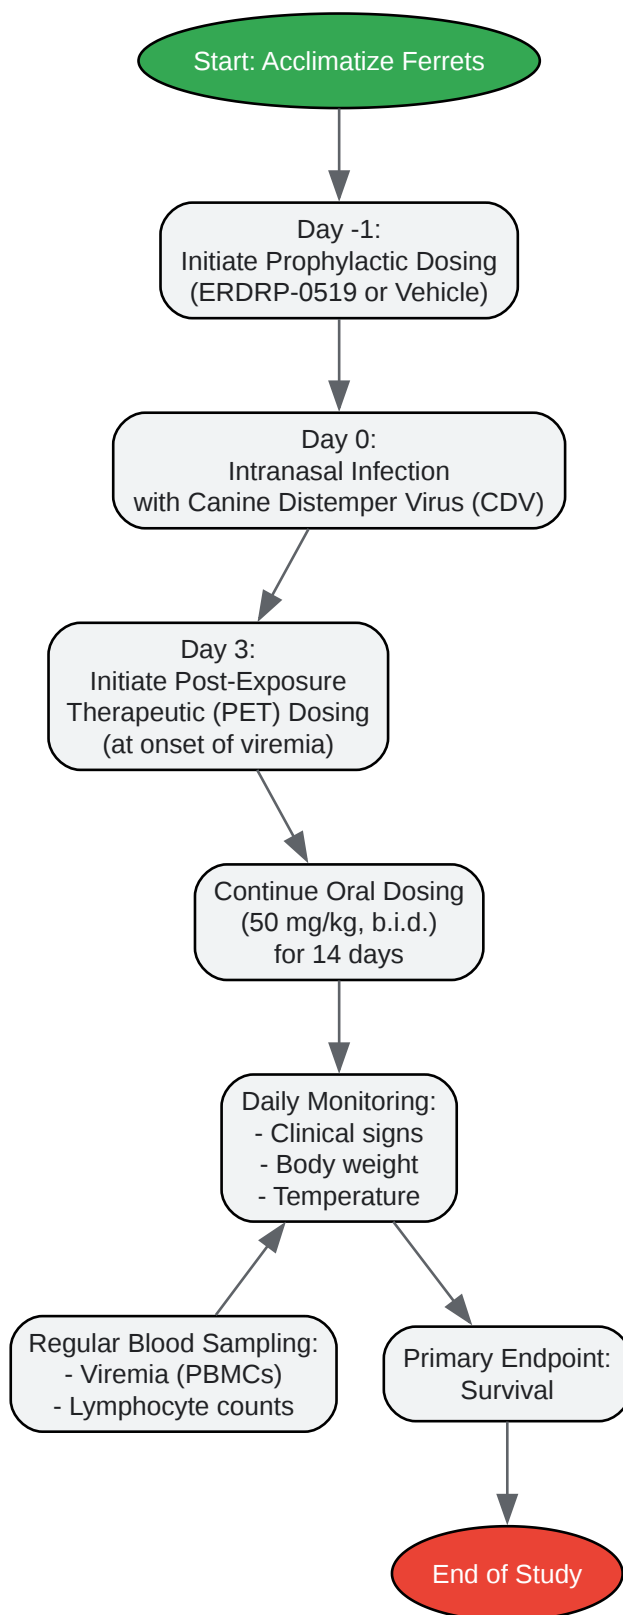 Start: Acclimatize Ferrets
Day -1:
Initiate Prophylactic Dosing
(ERDRP-0519 or Vehicle)
Day 0:
Intranasal Infection
with Canine Distemper Virus (CDV)
Day 3:
Initiate Post-Exposure
Therapeutic (PET) Dosing
(at onset of viremia)
Continue Oral Dosing
(50 mg/kg, b.i.d.)
for 14 days
Daily Monitoring:
- Clinical signs
- Body weight
- Temperature
Regular Blood Sampling:
- Viremia (PBMCs)
- Lymphocyte counts
Primary Endpoint:
Survival
End of Study